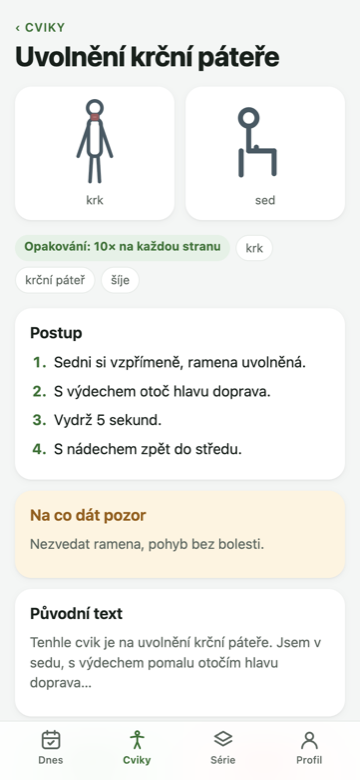 ‹ CVIKY
Uvolnění krční páteře
krk
sed
Opakování: 10× na každou stranu
krk
krční páteř
šíje
Postup
1. Sedni si vzpřímeně, ramena uvolněná.
2. S výdechem otoč hlavu doprava.
3. Vydrž 5 sekund.
4. S nádechem zpět do středu.
Na co dát pozor
Nezvedat ramena, pohyb bez bolesti.
Původní text
Tenhle cvik je na uvolnění krční páteře. Jsem v
sedu, s výdechem pomalu otočím hlavu
doprava...
Dnes
Cviky
Série
Profil